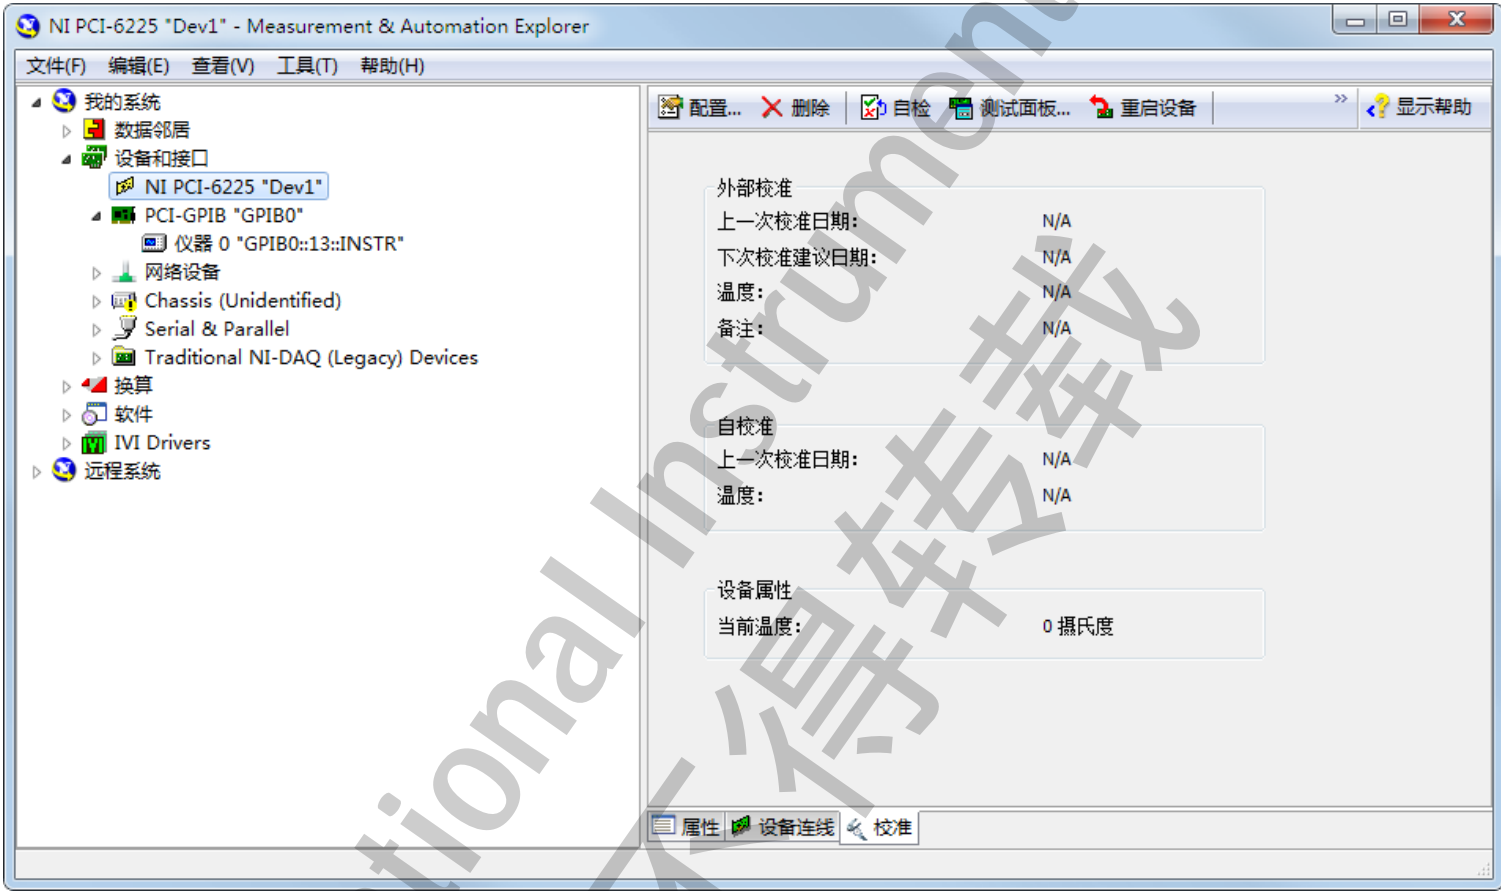 NI PCI-6225 "Dev1" - Measurement & Automation Explorer
文件(F) 编辑(E) 查看(V) 工具(T) 帮助(H)
我的系统
数据邻居
设备和接口
NI PCI-6225 "Dev1"
PCI-GPIB "GPIB0"
仪器 0 "GPIB0::13::INSTR"
网络设备
Chassis (Unidentified)
Serial & Parallel
Traditional NI-DAQ (Legacy) Devices
换算
软件
IVI Drivers
远程系统
配置... 删除 自检 测试面板... 重启设备 » 显示帮助
外部校准
上一次校准日期: N/A
下次校准建议日期: N/A
温度: N/A
备注: N/A
自校准
上一次校准日期: N/A
温度: N/A
设备属性
当前温度: 0 摄氏度
属性 设备连线 校准
tional Instrument
不得转载